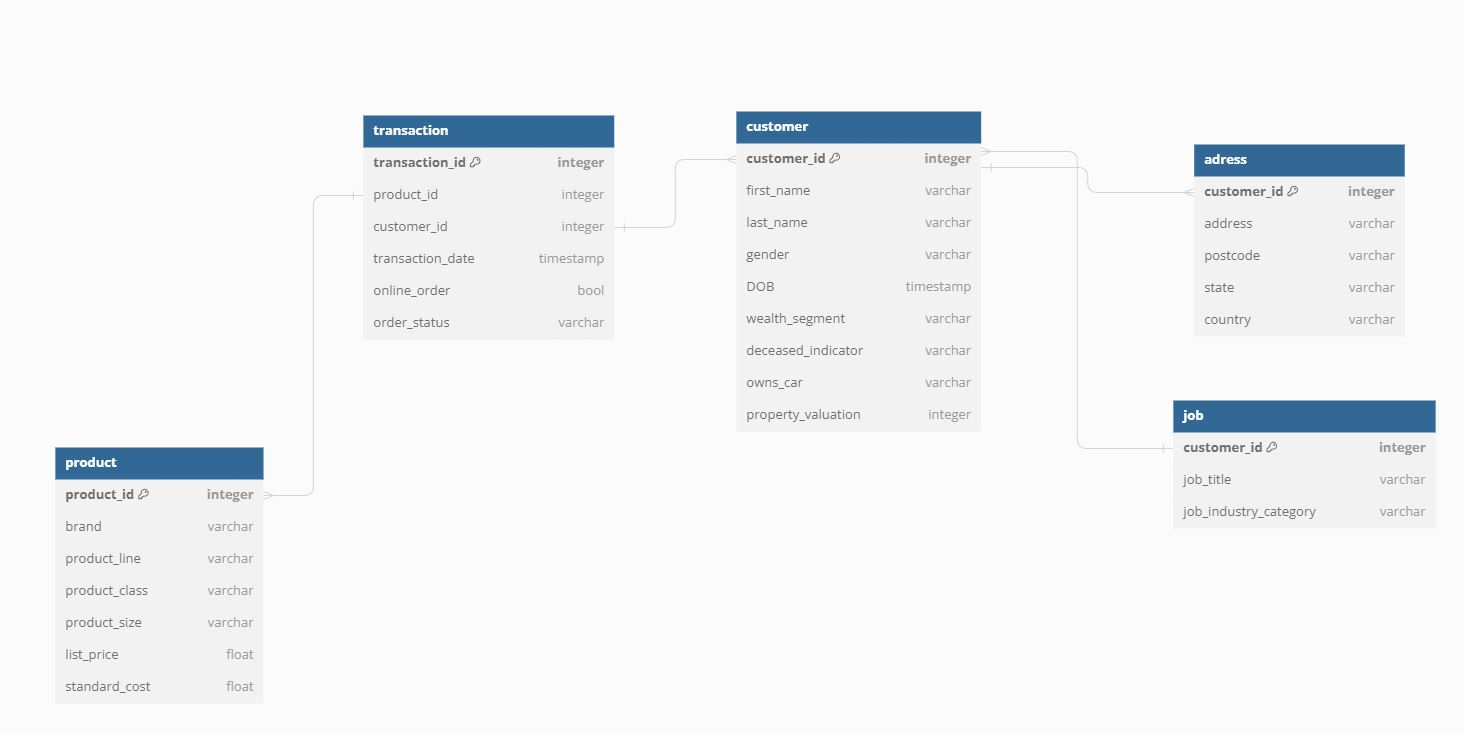 transaction
transaction_id integer
product_id integer
customer_id integer
transaction_date timestamp
online_order bool
order_status varchar
customer
customer_id integer
first_name varchar
last_name varchar
gender varchar
DOB timestamp
wealth_segment varchar
deceased_indicator varchar
owns_car varchar
property_valuation integer
adress
customer_id integer
address varchar
postcode varchar
state varchar
country varchar
job
customer_id integer
job_title varchar
job_industry_category varchar
product
product_id integer
brand varchar
product_line varchar
product_class varchar
product_size varchar
list_price float
standard_cost float